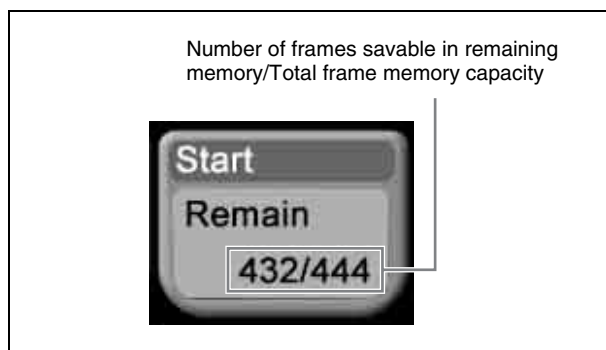 Number of frames savable in remaining
memory/Total frame memory capacity
Start
Remain
432/444